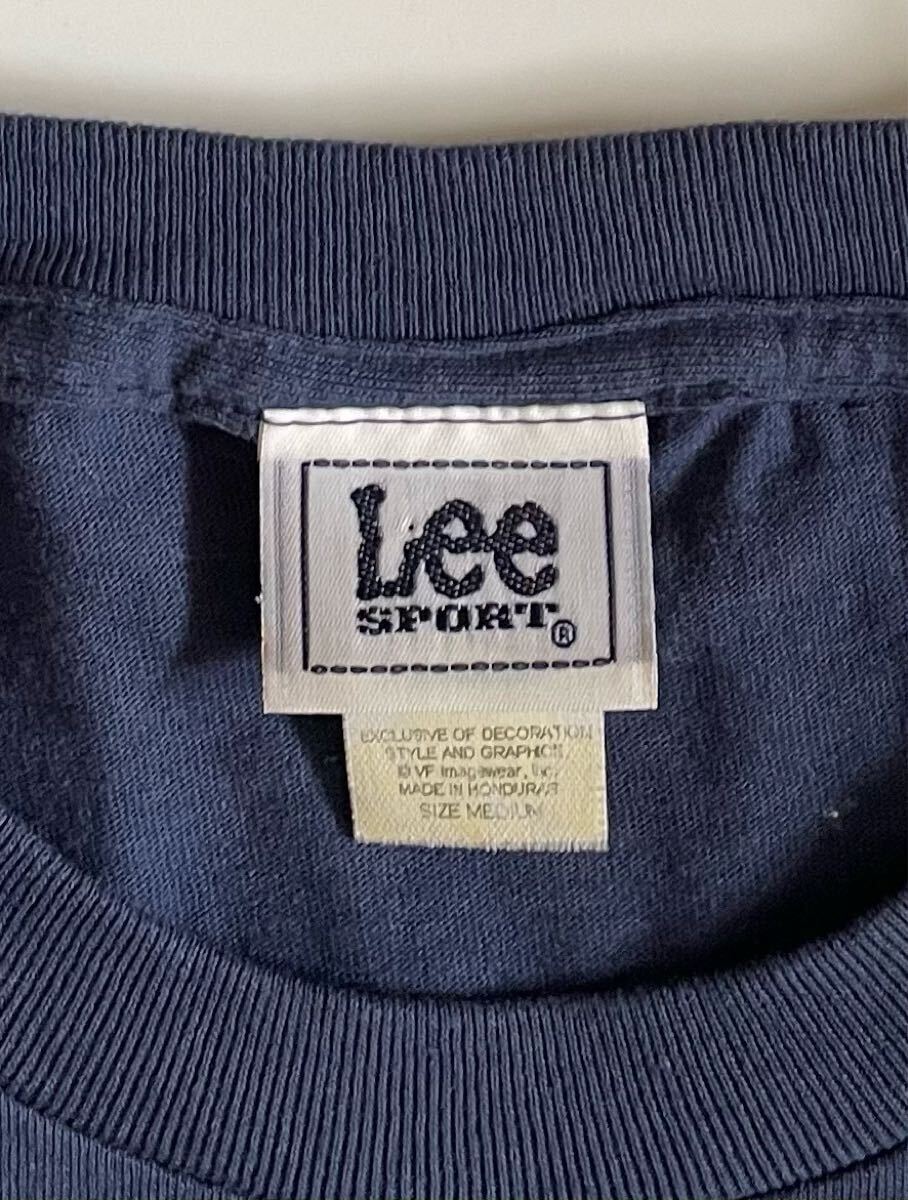 Lee
SPORT®
EXCLUSIVE OF DECORATION
STYLE AND GRAPHICS
© VF Imagewear, Inc.
MADE IN HONDURAS
SIZE MEDIUM